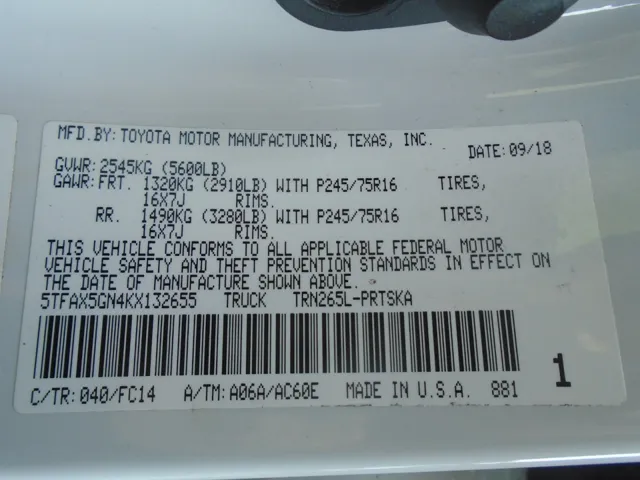 MFD.BY: TOYOTA MOTOR MANUFACTURING, TEXAS, INC.
DATE: 09/18
GVWR: 2545KG (5600LB)
GAWR: FRT. 1320KG (2910LB) WITH P245/75R16 TIRES,
16X7J RIMS.
RR. 1490KG (3280LB) WITH P245/75R16 TIRES,
16X7J RIMS.
THIS VEHICLE CONFORMS TO ALL APPLICABLE FEDERAL MOTOR
VEHICLE SAFETY AND THEFT PREVENTION STANDARDS IN EFFECT ON
THE DATE OF MANUFACTURE SHOWN ABOVE.
5TFAX5GN4KX132655 TRUCK TRN265L-PRTSKA
1
C/TR: 040/FC14 A/TM: A06A/AC60E MADE IN U.S.A. 881